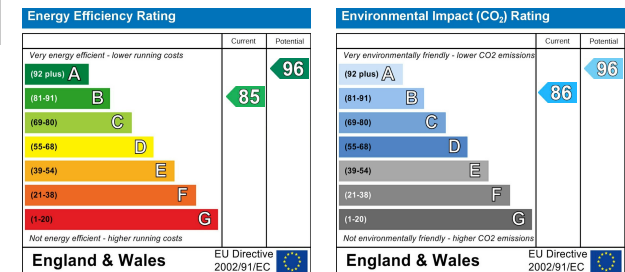 Energy Efficiency Rating
Current Potential
Very energy efficient - lower running costs
(92 plus) A
96
(81-91) B
85
(69-80) C
(55-68) D
(39-54) E
(21-38) F
(1-20) G
Not energy efficient - higher running costs
England & Wales
EU Directive
2002/91/EC
Environmental Impact (CO₂) Rating
Current Potential
Very environmentally friendly - lower CO2 emissions
(92 plus) A
96
(81-91) B
86
(69-80) C
(55-68) D
(39-54) E
(21-38) F
(1-20) G
Not environmentally friendly - higher CO2 emissions
England & Wales
EU Directive
2002/91/EC